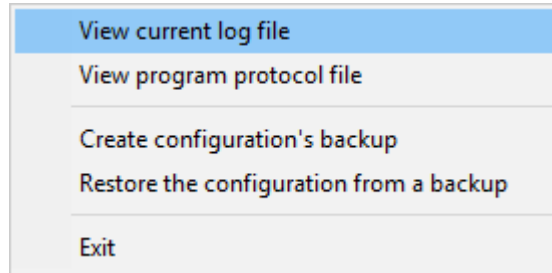 View current log file
View program protocol file
Create configuration's backup
Restore the configuration from a backup
Exit